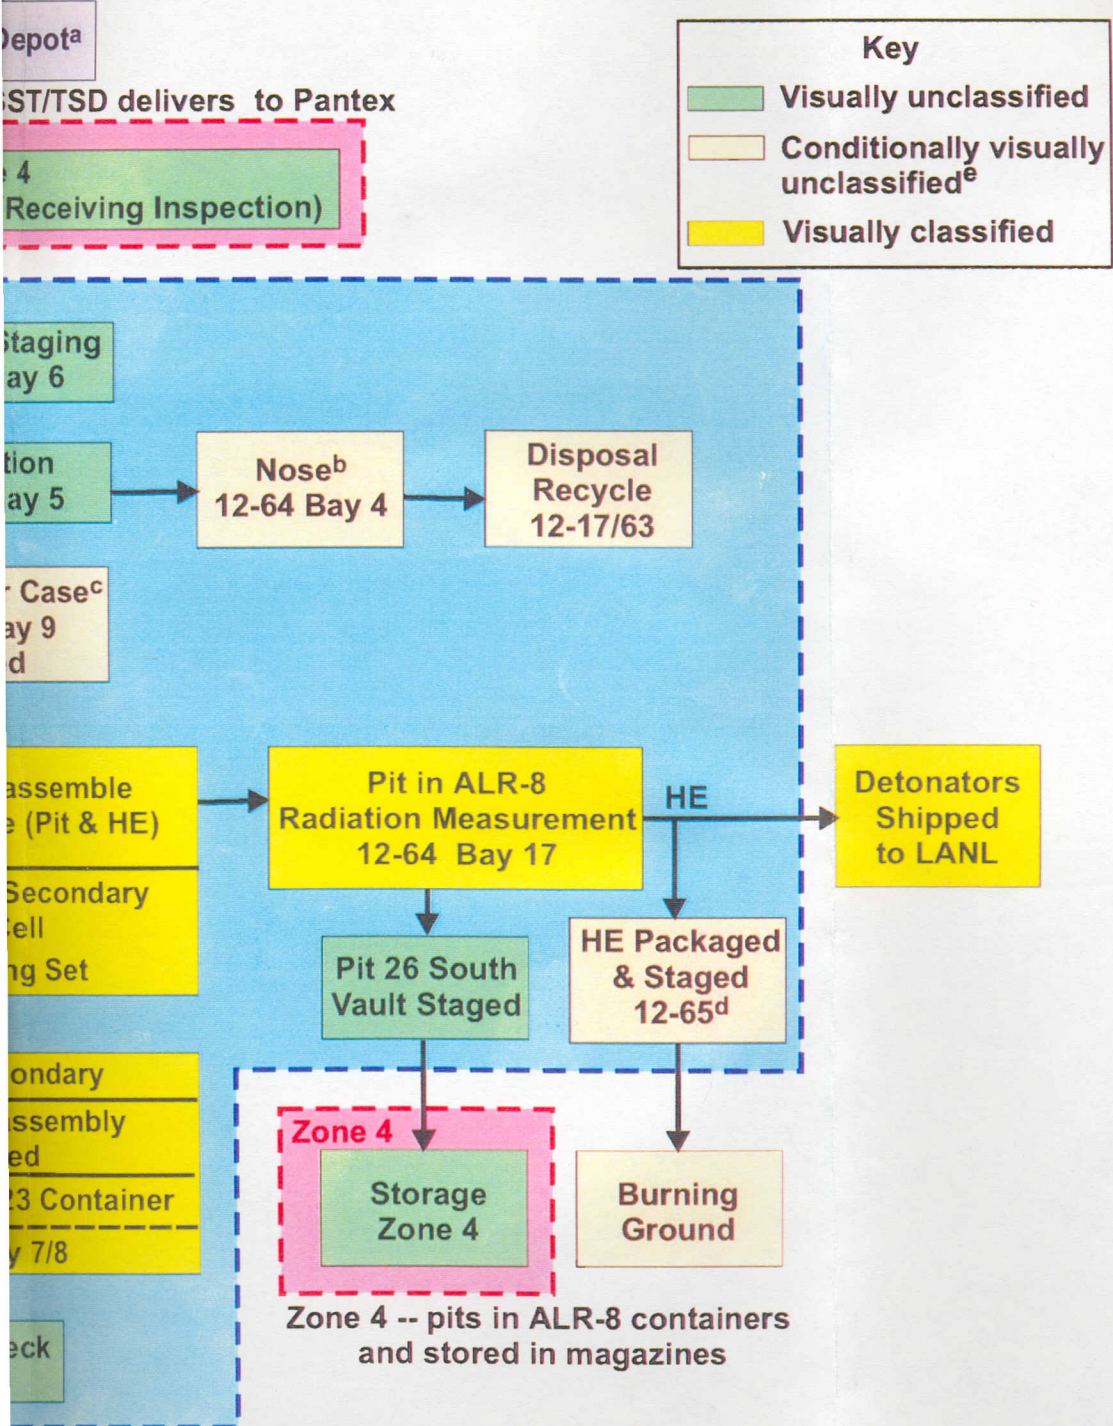 Depotᵃ
SST/TSD delivers to Pantex
e 4
(Receiving Inspection)
Key
Visually unclassified
Conditionally visually
unclassifiedᵉ
Visually classified
Staging
ay 6
tion
ay 5
Noseᵇ
12-64 Bay 4
Disposal
Recycle
12-17/63
r Caseᶜ
ay 9
d
assemble
e (Pit & HE)
Secondary
Cell
ng Set
Pit in ALR-8
Radiation Measurement
12-64 Bay 17
HE
Detonators
Shipped
to LANL
Pit 26 South
Vault Staged
HE Packaged
& Staged
12-65ᵈ
ondary
assembly
ed
23 Container
y 7/8
eck
Zone 4
Storage
Zone 4
Burning
Ground
Zone 4 -- pits in ALR-8 containers
and stored in magazines